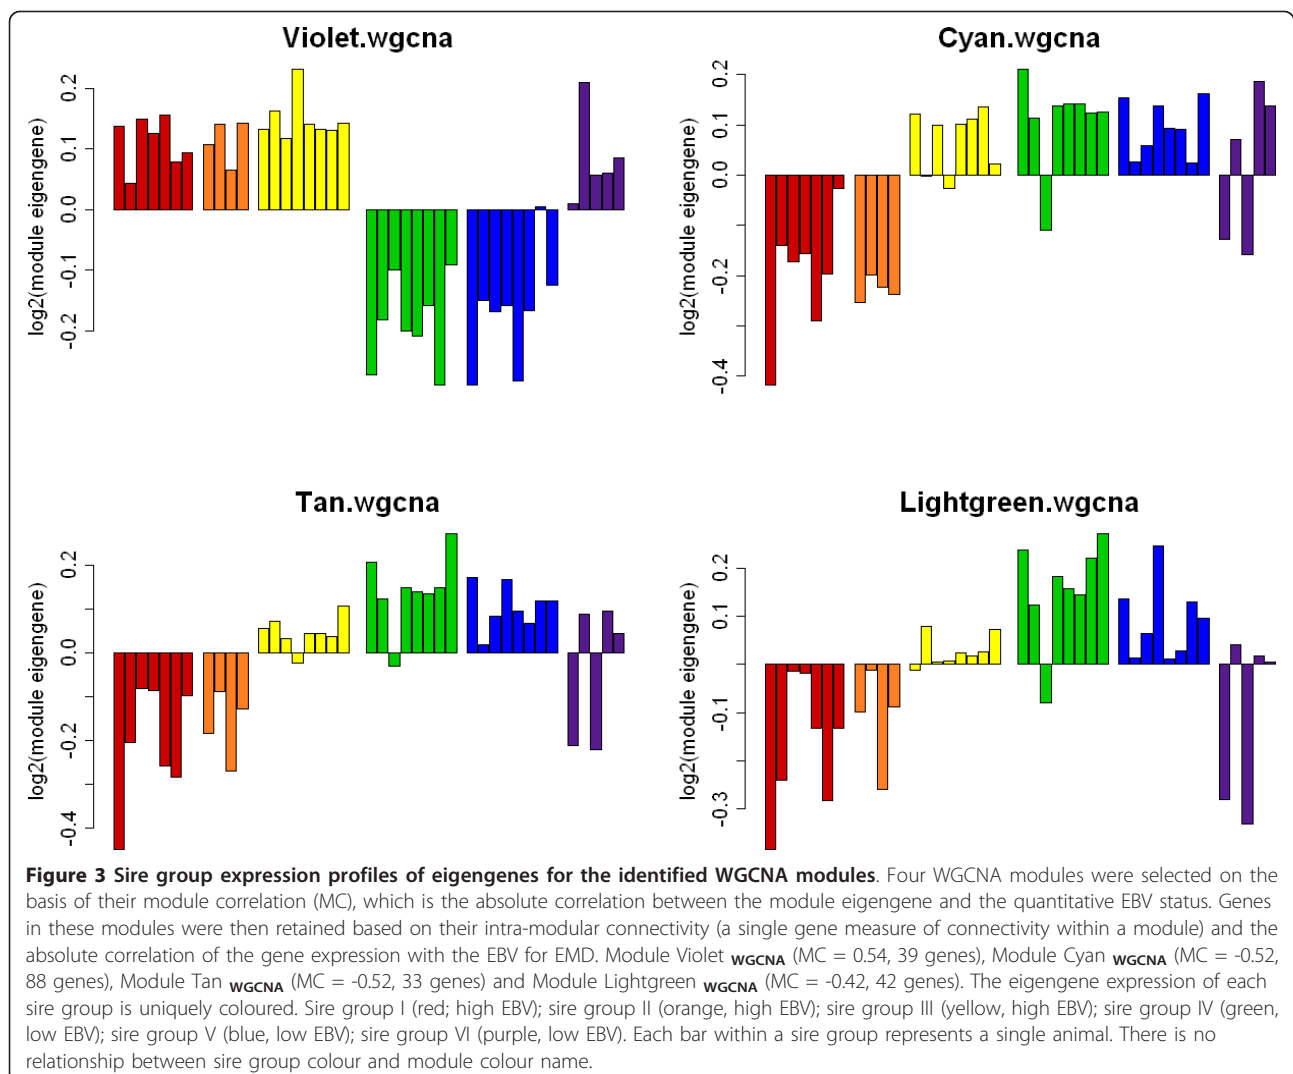 Violet.wgcna
log2(module eigengene)
0.2
0.1
0.0
-0.1
-0.2
Cyan.wgcna
log2(module eigengene)
0.2
0.1
0.0
-0.2
-0.4
Tan.wgcna
log2(module eigengene)
0.2
0.0
-0.2
-0.4
Lightgreen.wgcna
log2(module eigengene)
0.2
0.1
-0.1
-0.3
Figure 3 Sire group expression profiles of eigengenes for the identified WGCNA modules. Four WGCNA modules were selected on the
basis of their module correlation (MC), which is the absolute correlation between the module eigengene and the quantitative EBV status. Genes
in these modules were then retained based on their intra-modular connectivity (a single gene measure of connectivity within a module) and the
absolute correlation of the gene expression with the EBV for EMD. Module Violet WGCNA (MC = 0.54, 39 genes), Module Cyan WGCNA (MC = -0.52,
88 genes), Module Tan WGCNA (MC = -0.52, 33 genes) and Module Lightgreen WGCNA (MC = -0.42, 42 genes). The eigengene expression of each
sire group is uniquely coloured. Sire group I (red; high EBV); sire group II (orange, high EBV); sire group III (yellow, high EBV); sire group IV (green,
low EBV); sire group V (blue, low EBV); sire group VI (purple, low EBV). Each bar within a sire group represents a single animal. There is no
relationship between sire group colour and module colour name.